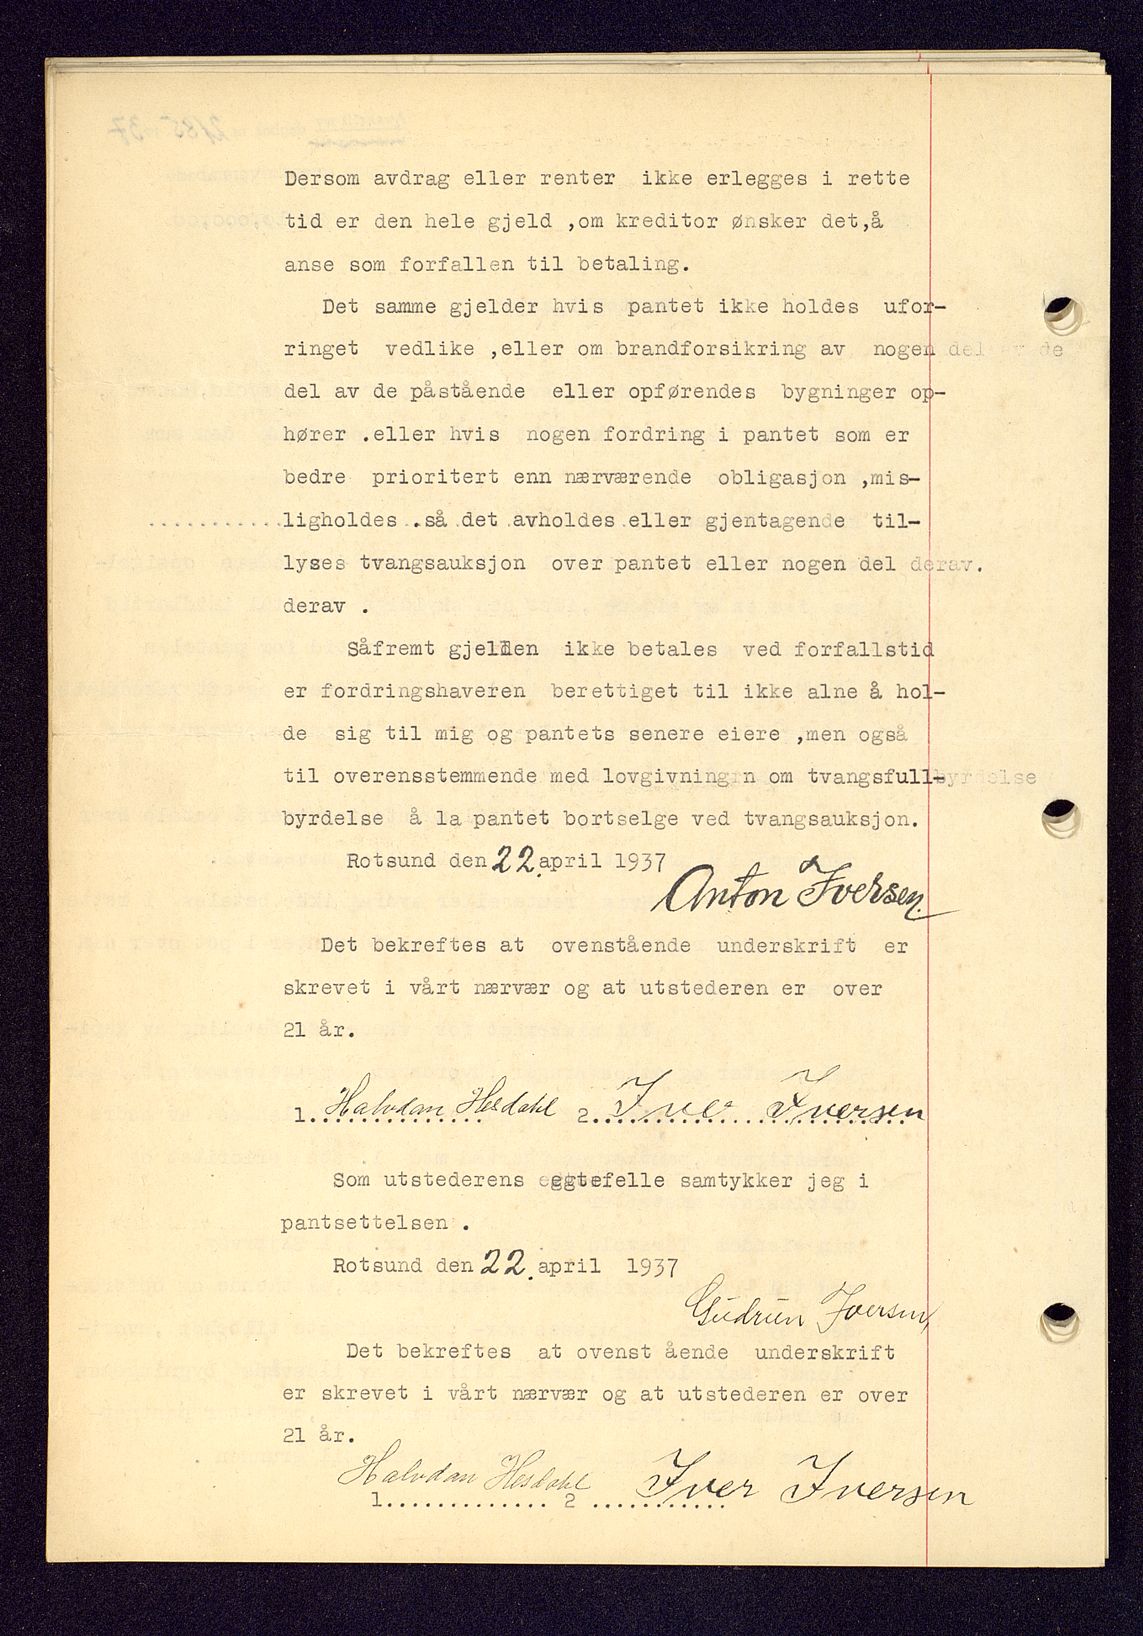 Dersom avdrag eller renter ikke erlegges i rette
tid er den hele gjeld ,om kreditor ønsker det,å
anse som forfallen til betaling.
Det samme gjelder hvis pantet ikke holdes ufor-
ringet vedlike ,eller om brandforsikring av nogen del av de
del av de påstående eller opførendes bygninger op-
hører .eller hvis nogen fordring i pantet som er
bedre prioritert enn nærværende obligasjon ,mis-
ligholdes .så det avholdes eller gjentagende til-
lyses tvangsauksjon over pantet eller nogen del derav.
derav .
Såfremt gjelden ikke betales ved forfallstid
er fordringshaveren berettiget til ikke alne å hol-
de sig til mig og pantets senere eiere ,men også
til overensstemmende med lovgivningn om tvangsfullbyrdelse
byrdelse å la pantet bortselge ved tvangsauksjon.
Rotsund den 22. april 1937
Anton Iversen.
Det bekreftes at ovenstående underskrift er
skrevet i vårt nærvær og at utstederen er over
21 år.
1. Halvdan Hesdahl 2. Iver Iversen
Som utstederens eggtefelle samtykker jeg i
pantsettelsen .
Rotsund den 22. april 1937
Gudrun Iversen,
Det bekreftes at ovenst ående underskrift
er skrevet i vårt nærvær og at utstederen er over
21 år.
1 Halvdan Hesdahl 2 Iver Iversen